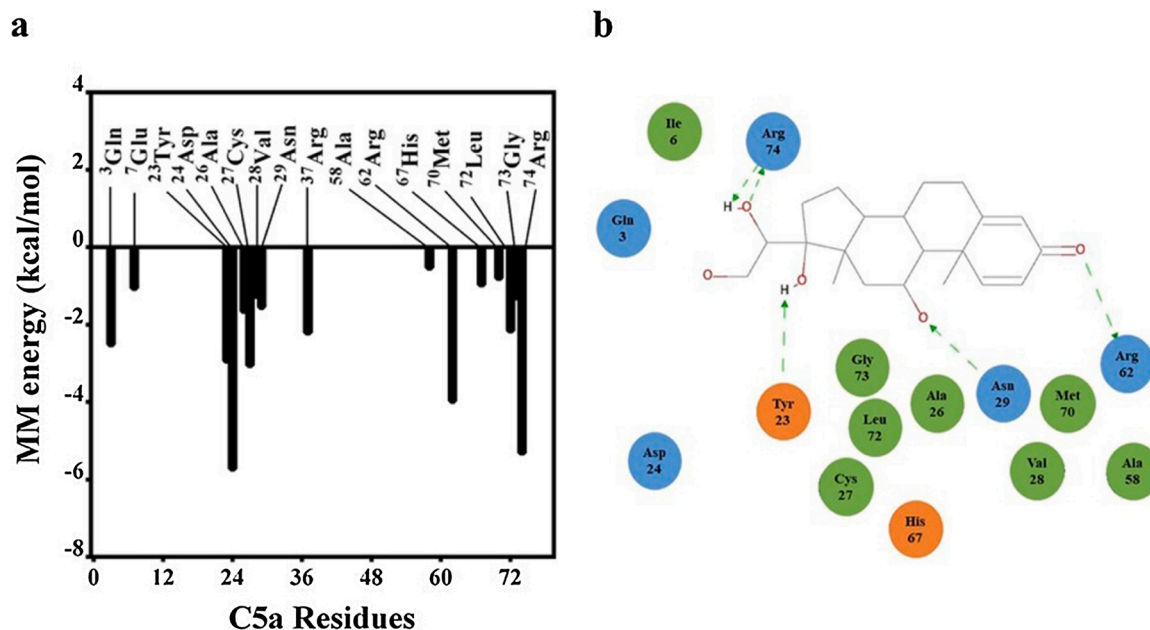 a
b
4
2
0
-2
-4
-6
-8
MM energy (kcal/mol)
3Gln
7Glu
23Tyr
24Asp
26Ala
27Cys
28Val
29Asn
37Arg
58Ala
62Arg
67His
70Met
72Leu
73Gly
74Arg
0 12 24 36 48 60 72
C5a Residues
Ile
6
Arg
74
Gln
3
H
O
O
H
O
O
O
Arg
62
Gly
73
Tyr
23
Leu
72
Ala
26
Asn
29
Met
70
Asp
24
Cys
27
Val
28
Ala
58
His
67